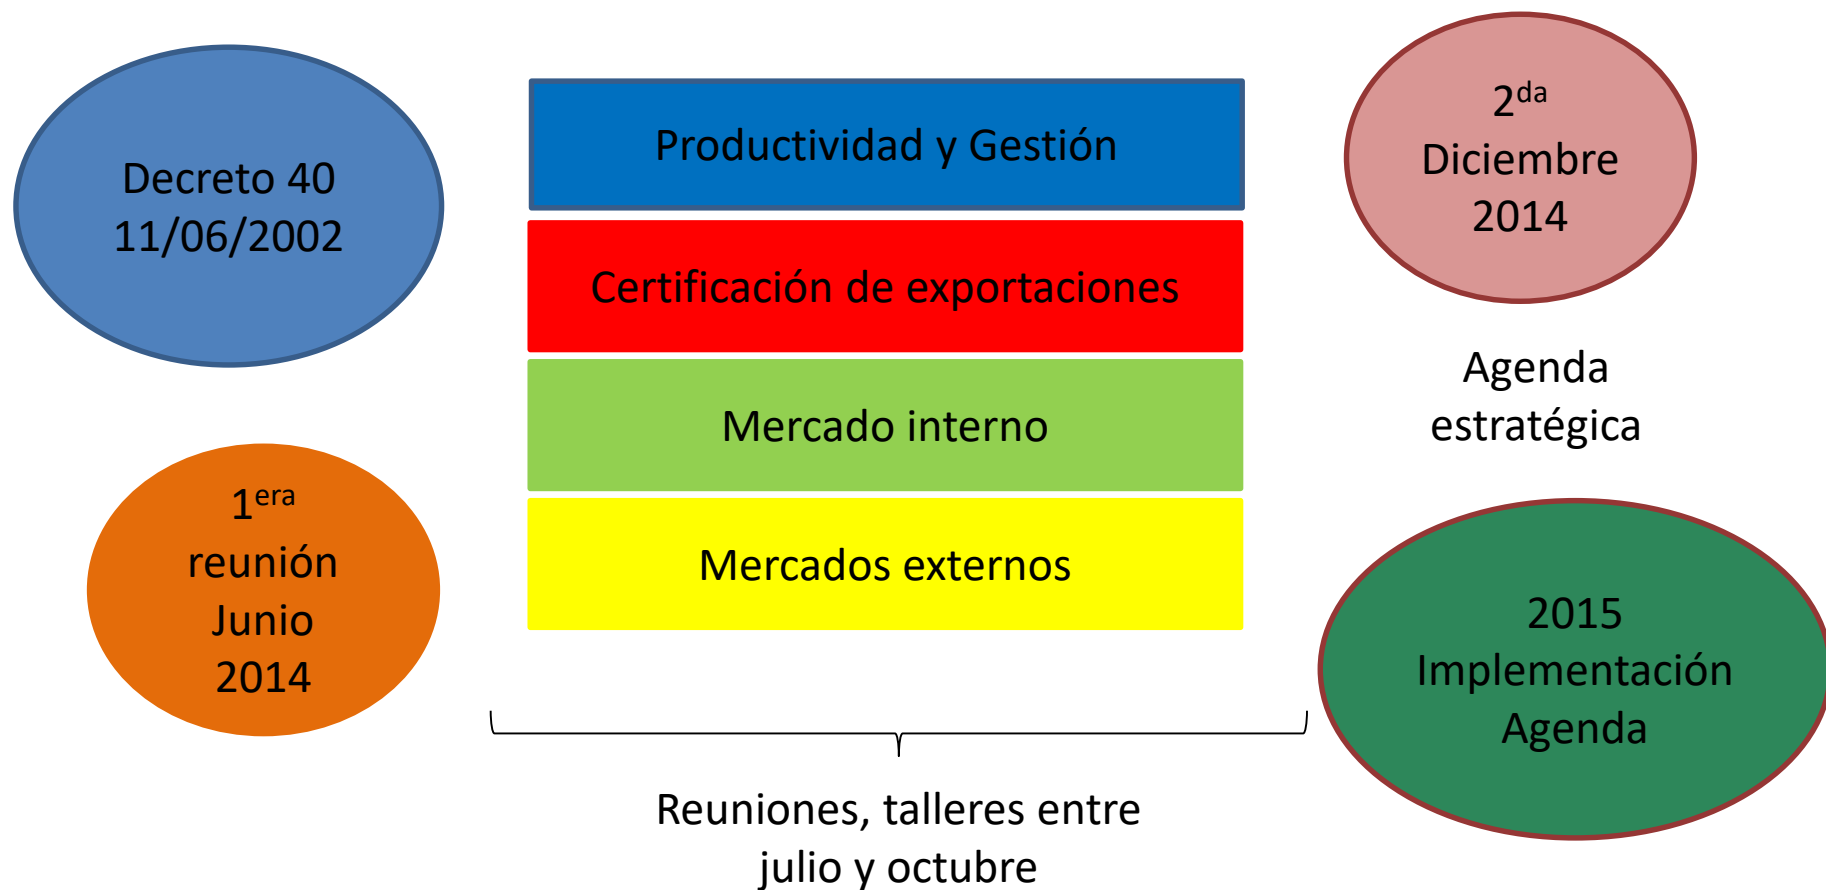 Decreto 40
11/06/2002
1era
reunión
Junio
2014
Productividad y Gestión
Certificación de exportaciones
Mercado interno
Mercados externos
Reuniones, talleres entre
julio y octubre
2da
Diciembre
2014
Agenda
estratégica
2015
Implementación
Agenda